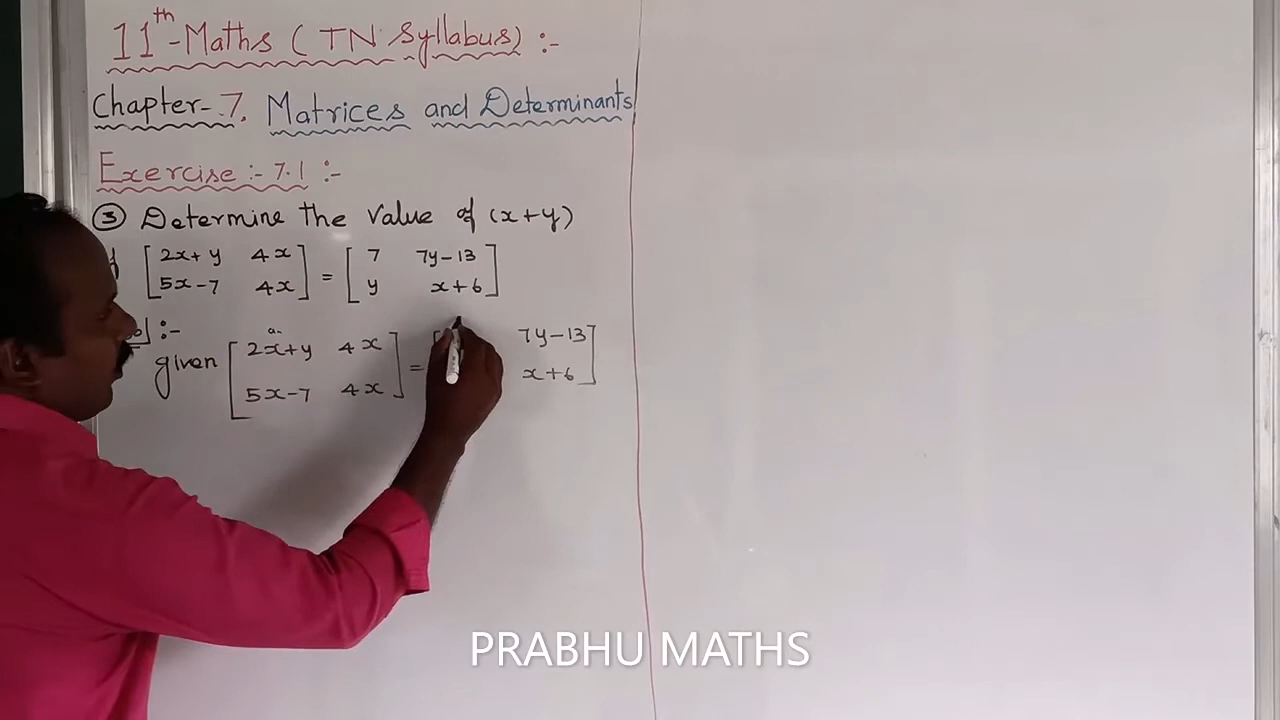 11th-Maths (TN Syllabus) :-
Chapter-7. Matrices and Determinants
Exercise :- 7.1 :-
③ Determine the value of (x+y)
[2x+y 4x] = [7 7y-13]
[5x-7 4x] [y x+6]
:-
given [2x+y 4x] = [ 7y-13]
[5x-7 4x] x+6]
PRABHU MATHS